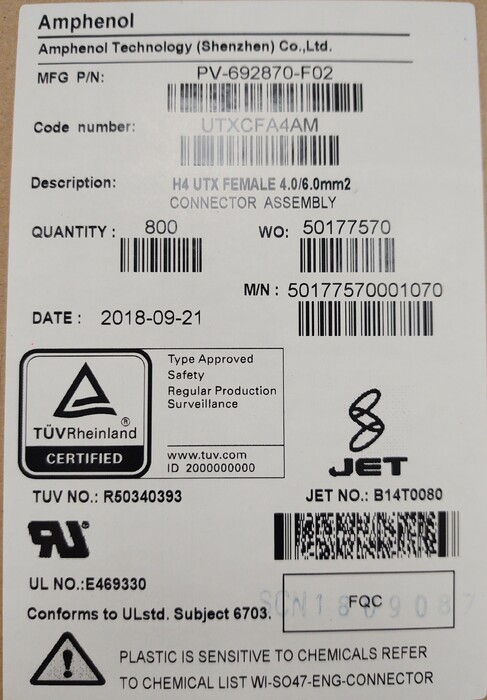 Amphenol
Amphenol Technology (Shenzhen) Co.,Ltd.
MFG P/N: PV-692870-F02
Code number: UTXCFA4AM
Description: H4 UTX FEMALE 4.0/6.0mm2
CONNECTOR ASSEMBLY
QUANTITY : 800 WO: 50177570
M/N : 50177570001070
DATE : 2018-09-21
Type Approved
Safety
Regular Production
Surveillance
TÜVRheinland®
CERTIFIED
www.tuv.com
ID 2000000000
JET
TUV NO.: R50340393 JET NO.: B14T0080
UL NO.:E469330
FQC
Conforms to ULstd. Subject 6703.
PLASTIC IS SENSITIVE TO CHEMICALS REFER
TO CHEMICAL LIST WI-SO47-ENG-CONNECTOR